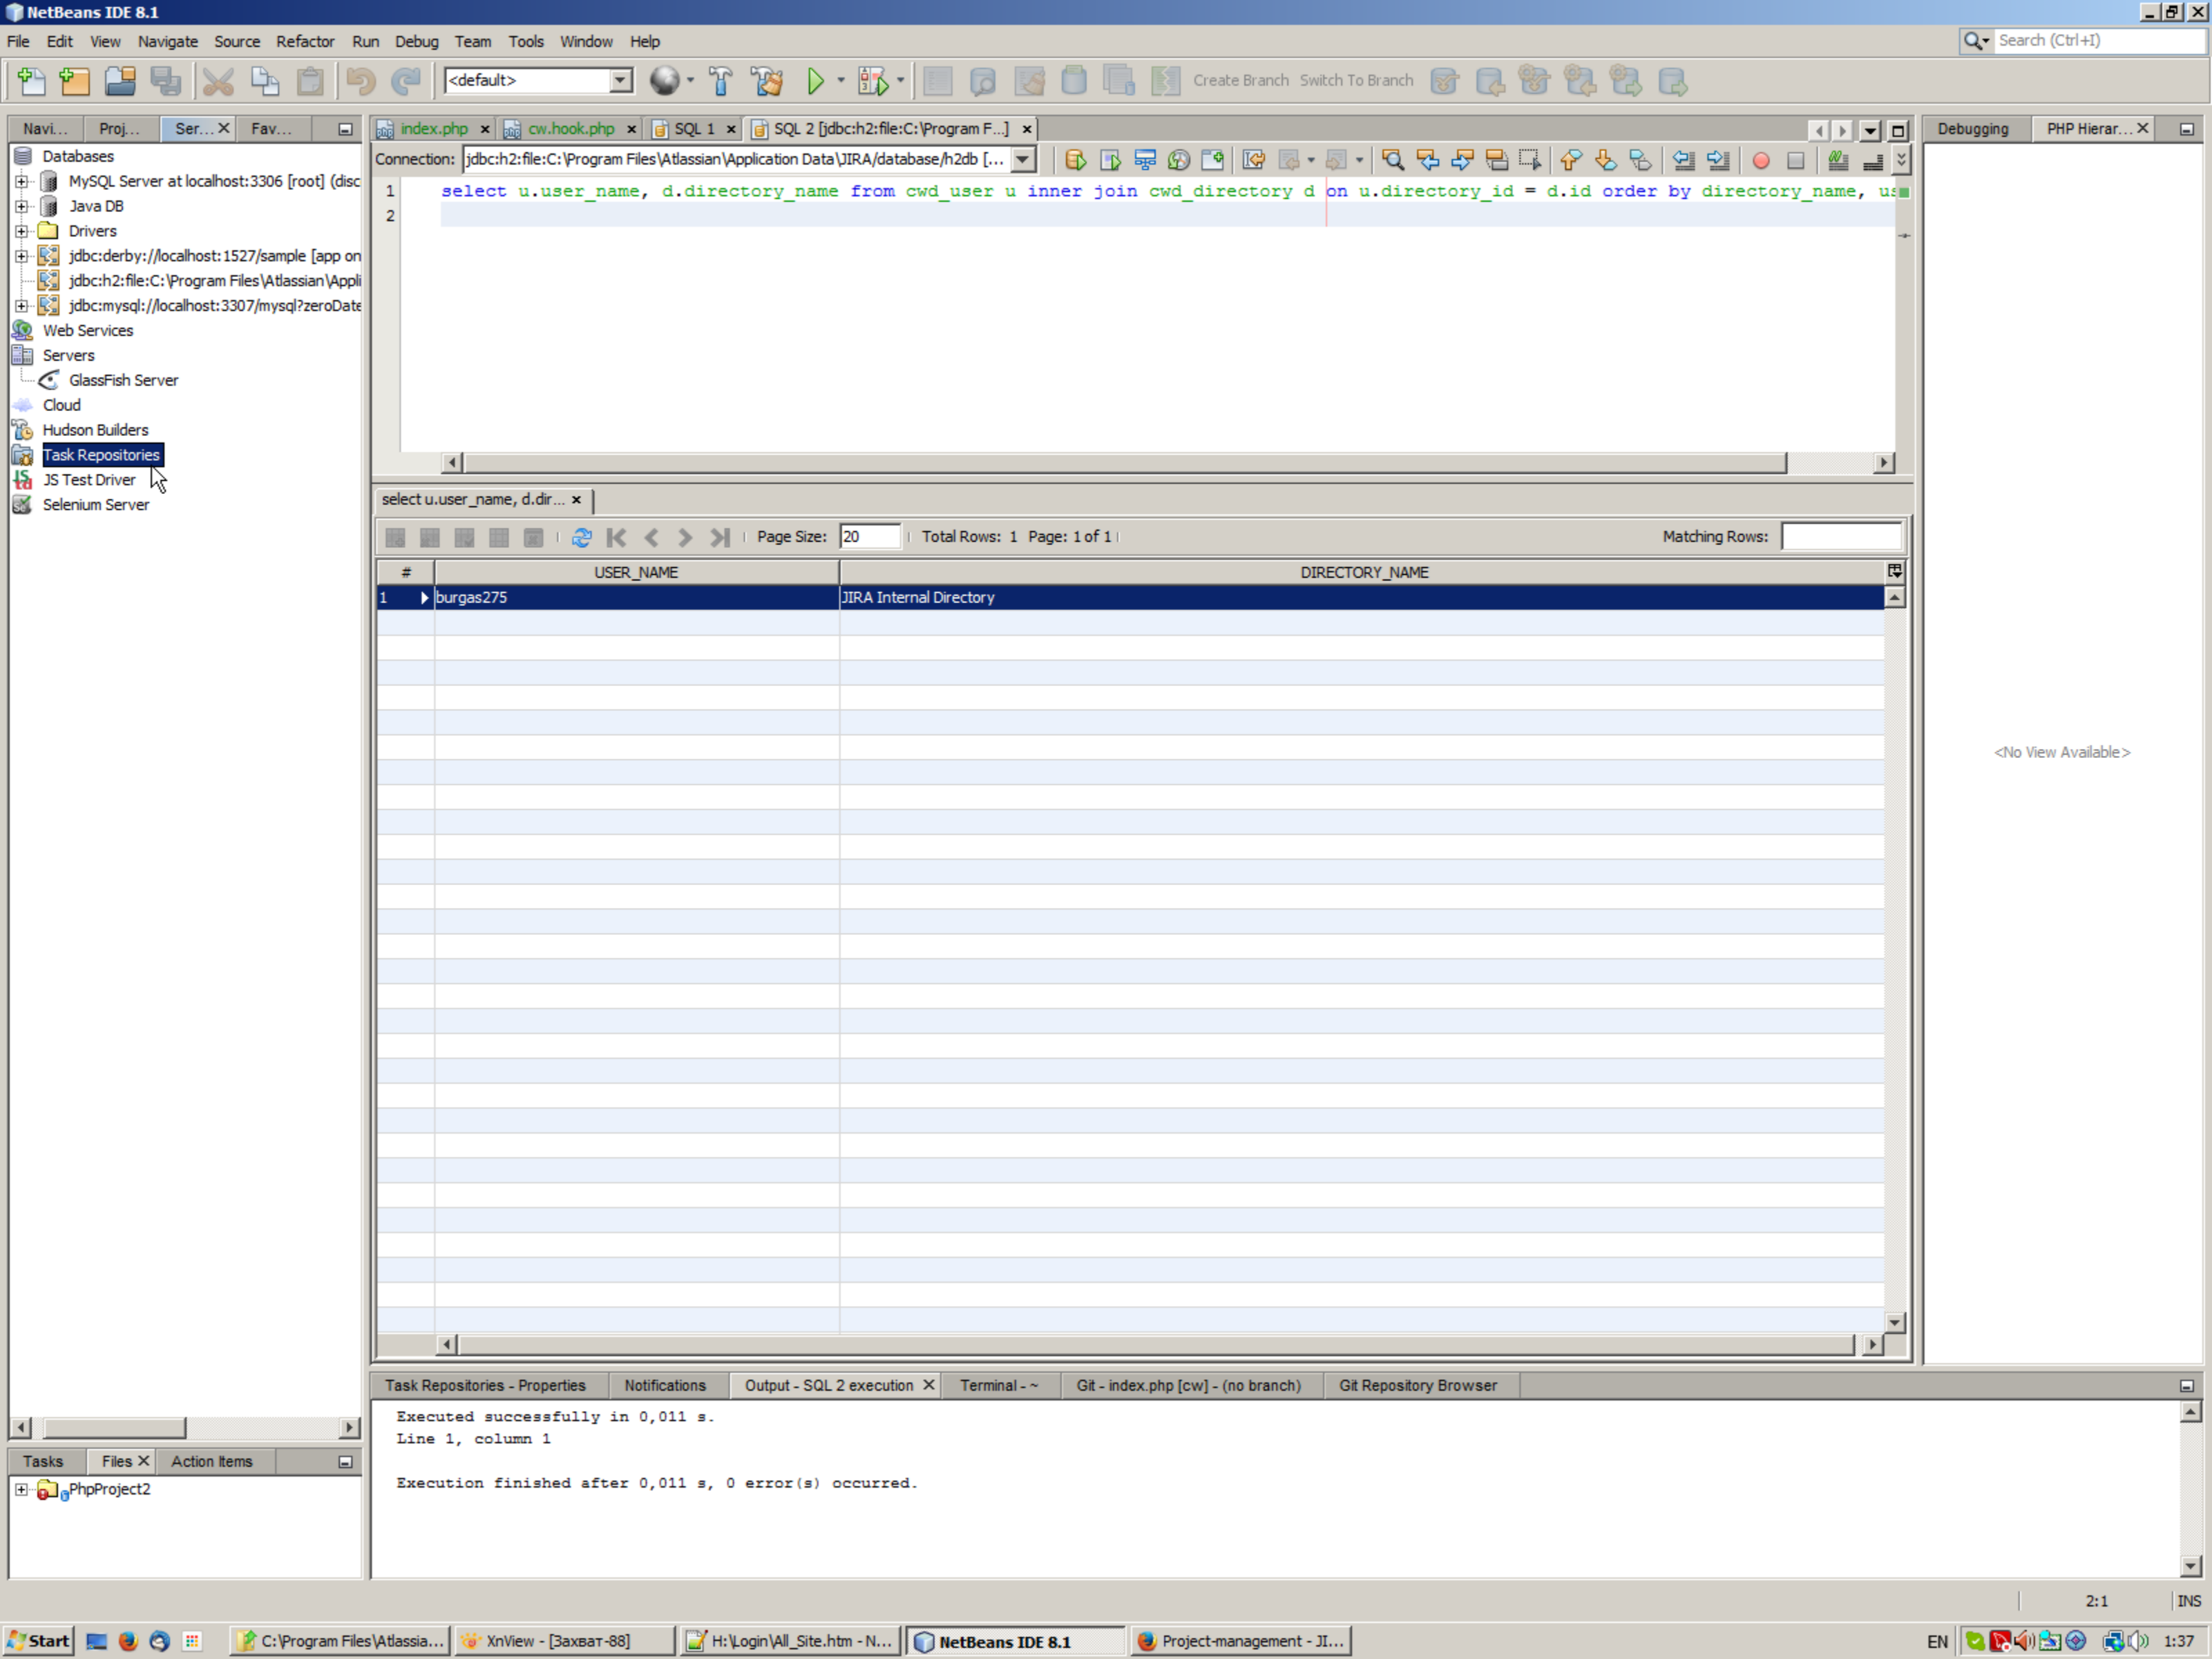 NetBeans IDE 8.1
File Edit View Navigate Source Refactor Run Debug Team Tools Window Help
Search (Ctrl+I)
<default>
Create Branch Switch To Branch
Navi... Proj... Ser... Fav...
index.php cw.hook.php SQL 1 SQL 2 [jdbc:h2:file:C:\Program F...]
Debugging PHP Hierar...
Connection: jdbc:h2:file:C:\Program Files\Atlassian\Application Data\JIRA/database/h2db [...
Databases
MySQL Server at localhost:3306 [root] (disc
Java DB
Drivers
jdbc:derby://localhost:1527/sample [app on
jdbc:h2:file:C:\Program Files\Atlassian\Appli
jdbc:mysql://localhost:3307/mysql?zeroDate
Web Services
Servers
GlassFish Server
Cloud
Hudson Builders
Task Repositories
JS Test Driver
Selenium Server
1 select u.user_name, d.directory_name from cwd_user u inner join cwd_directory d on u.directory_id = d.id order by directory_name, us
2
select u.user_name, d.dir...
Page Size: 20 Total Rows: 1 Page: 1 of 1
Matching Rows:
# USER_NAME DIRECTORY_NAME
1 burgas275 JIRA Internal Directory
<No View Available>
Task Repositories - Properties Notifications Output - SQL 2 execution Terminal - ~ Git - index.php [cw] - (no branch) Git Repository Browser
Executed successfully in 0,011 s.
Line 1, column 1
Execution finished after 0,011 s, 0 error(s) occurred.
Tasks Files Action Items
PhpProject2
2:1 INS
Start C:\Program Files\Atlassia... XnView - [Захват-88] H:\Login\All_Site.htm - N... NetBeans IDE 8.1 Project-management - JI...
EN 1:37